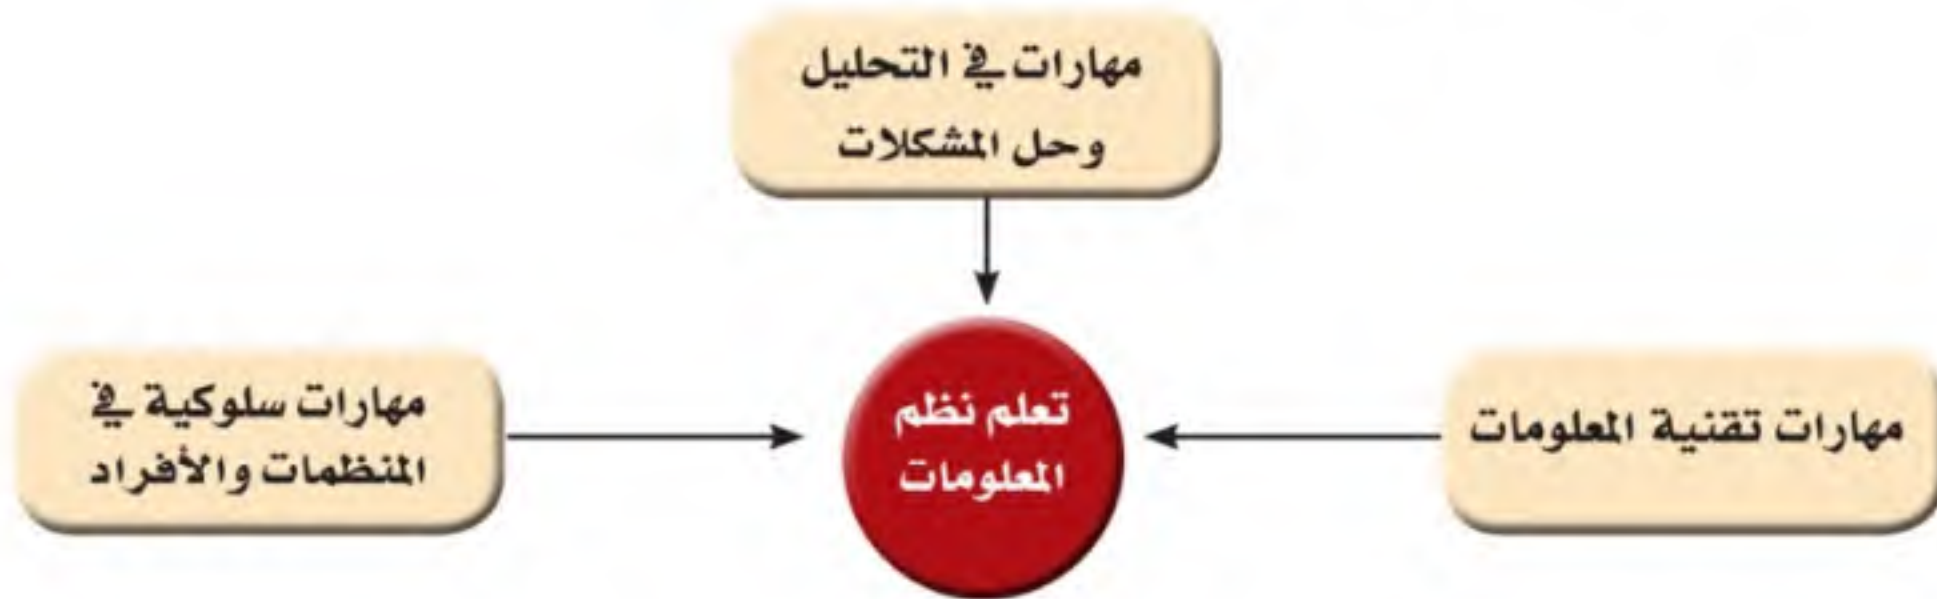 مهارات في التحليل
وحل المشكلات
مهارات تقنية المعلومات
تعلم نظم
المعلومات
مهارات سلوكية في
المنظمات والأفراد